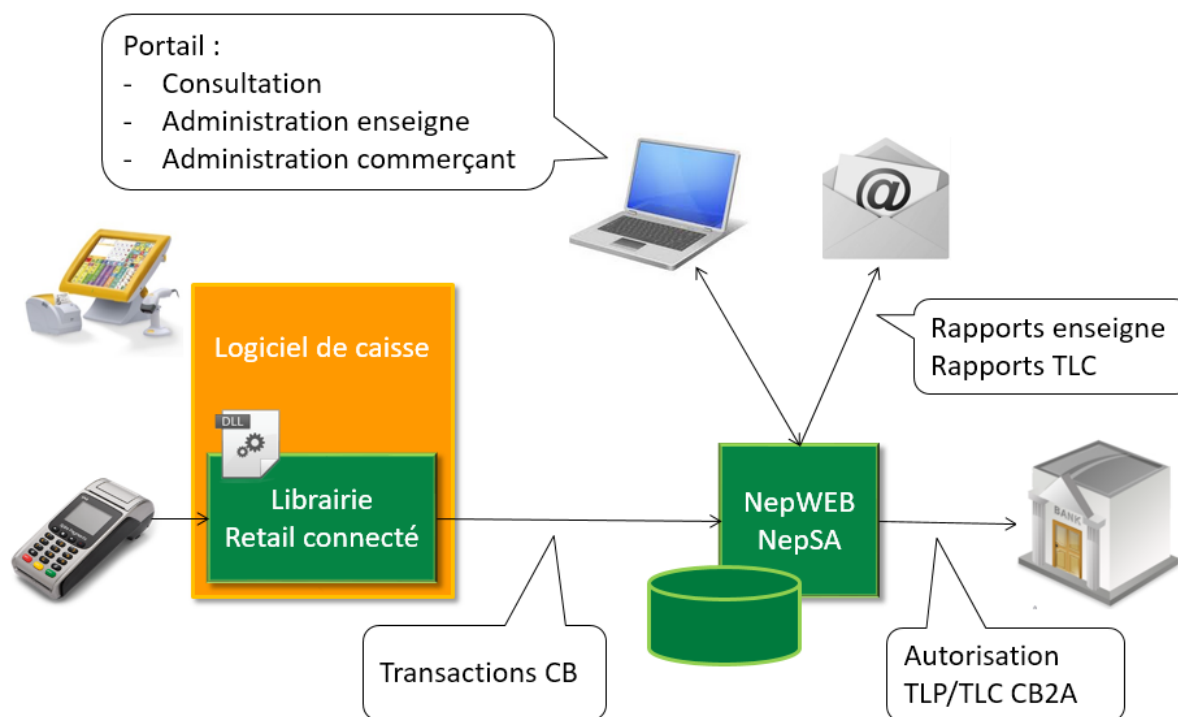 Portail :
- Consultation
- Administration enseigne
- Administration commerçant
Logiciel de caisse
DLL
Librairie
Retail connecté
@
Rapports enseigne
Rapports TLC
NepWEB
NepSA
BANK
Transactions CB
Autorisation
TLP/TLC CB2A